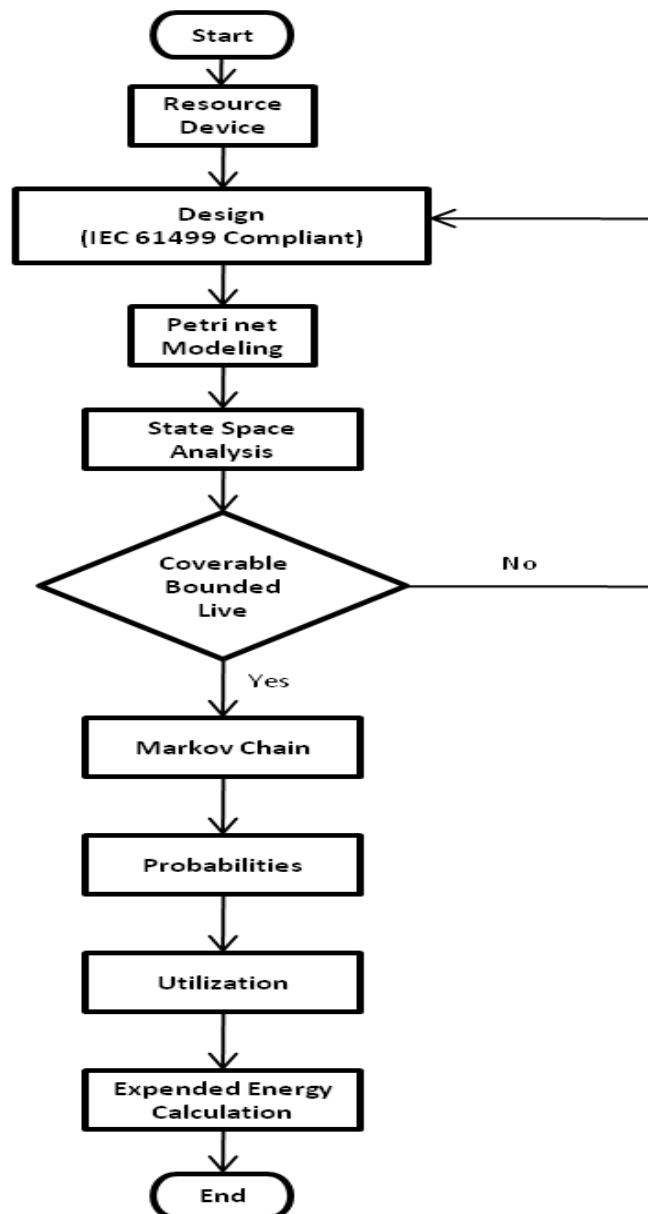 Start
Resource
Device
Design
(IEC 61499 Compliant)
Petri net
Modeling
State Space
Analysis
Coverable
Bounded
Live
No
Yes
Markov Chain
Probabilities
Utilization
Expended Energy
Calculation
End